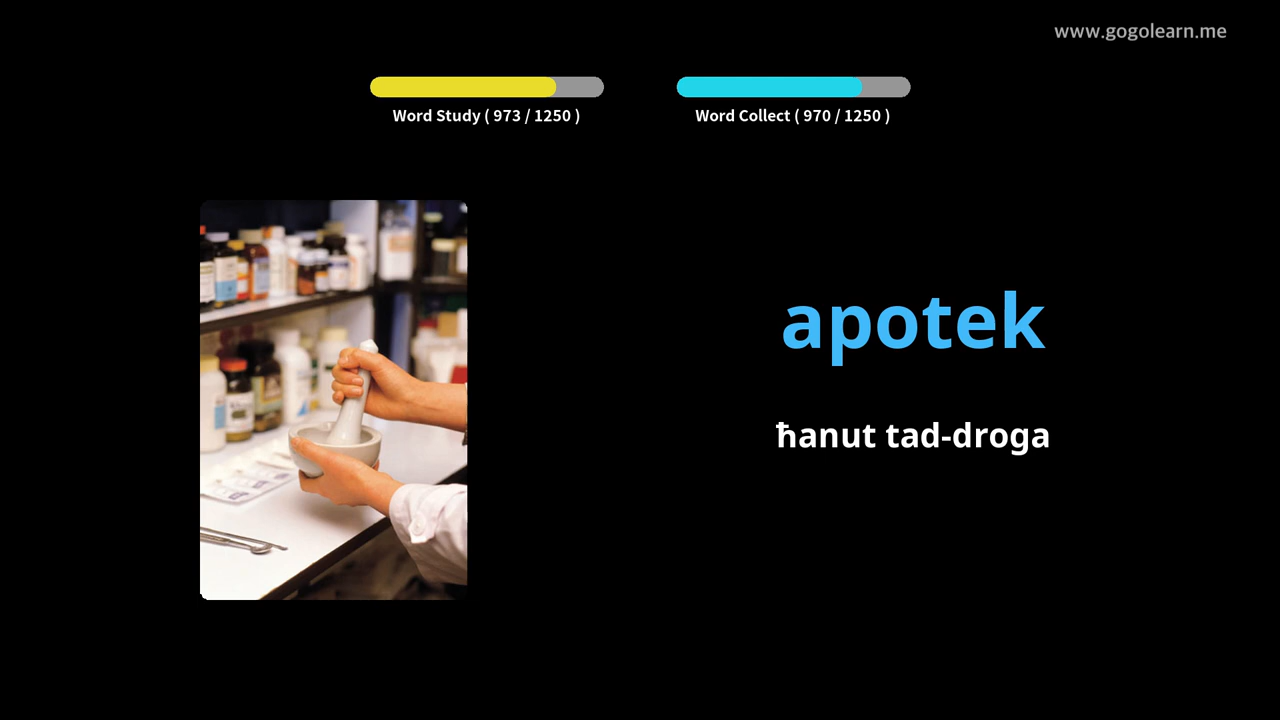 www.gogolearn.me
Word Study ( 973 / 1250 )
Word Collect ( 970 / 1250 )
apotek
ħanut tad-droga